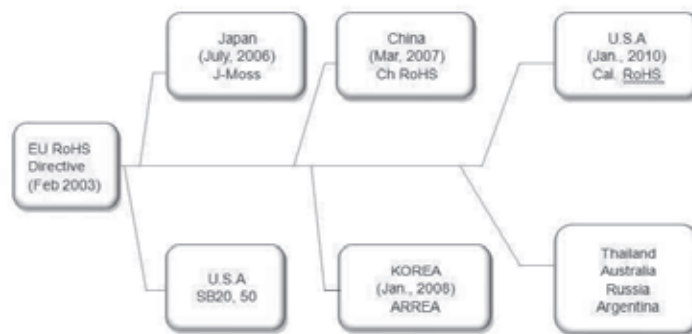 Japan
(July, 2006)
J-Moss
China
(Mar, 2007)
Ch RoHS
U.S.A
(Jan., 2010)
Cal. RoHS
EU RoHS
Directive
(Feb 2003)
U.S.A
SB20, 50
KOREA
(Jan., 2008)
ARREA
Thailand
Australia
Russia
Argentina